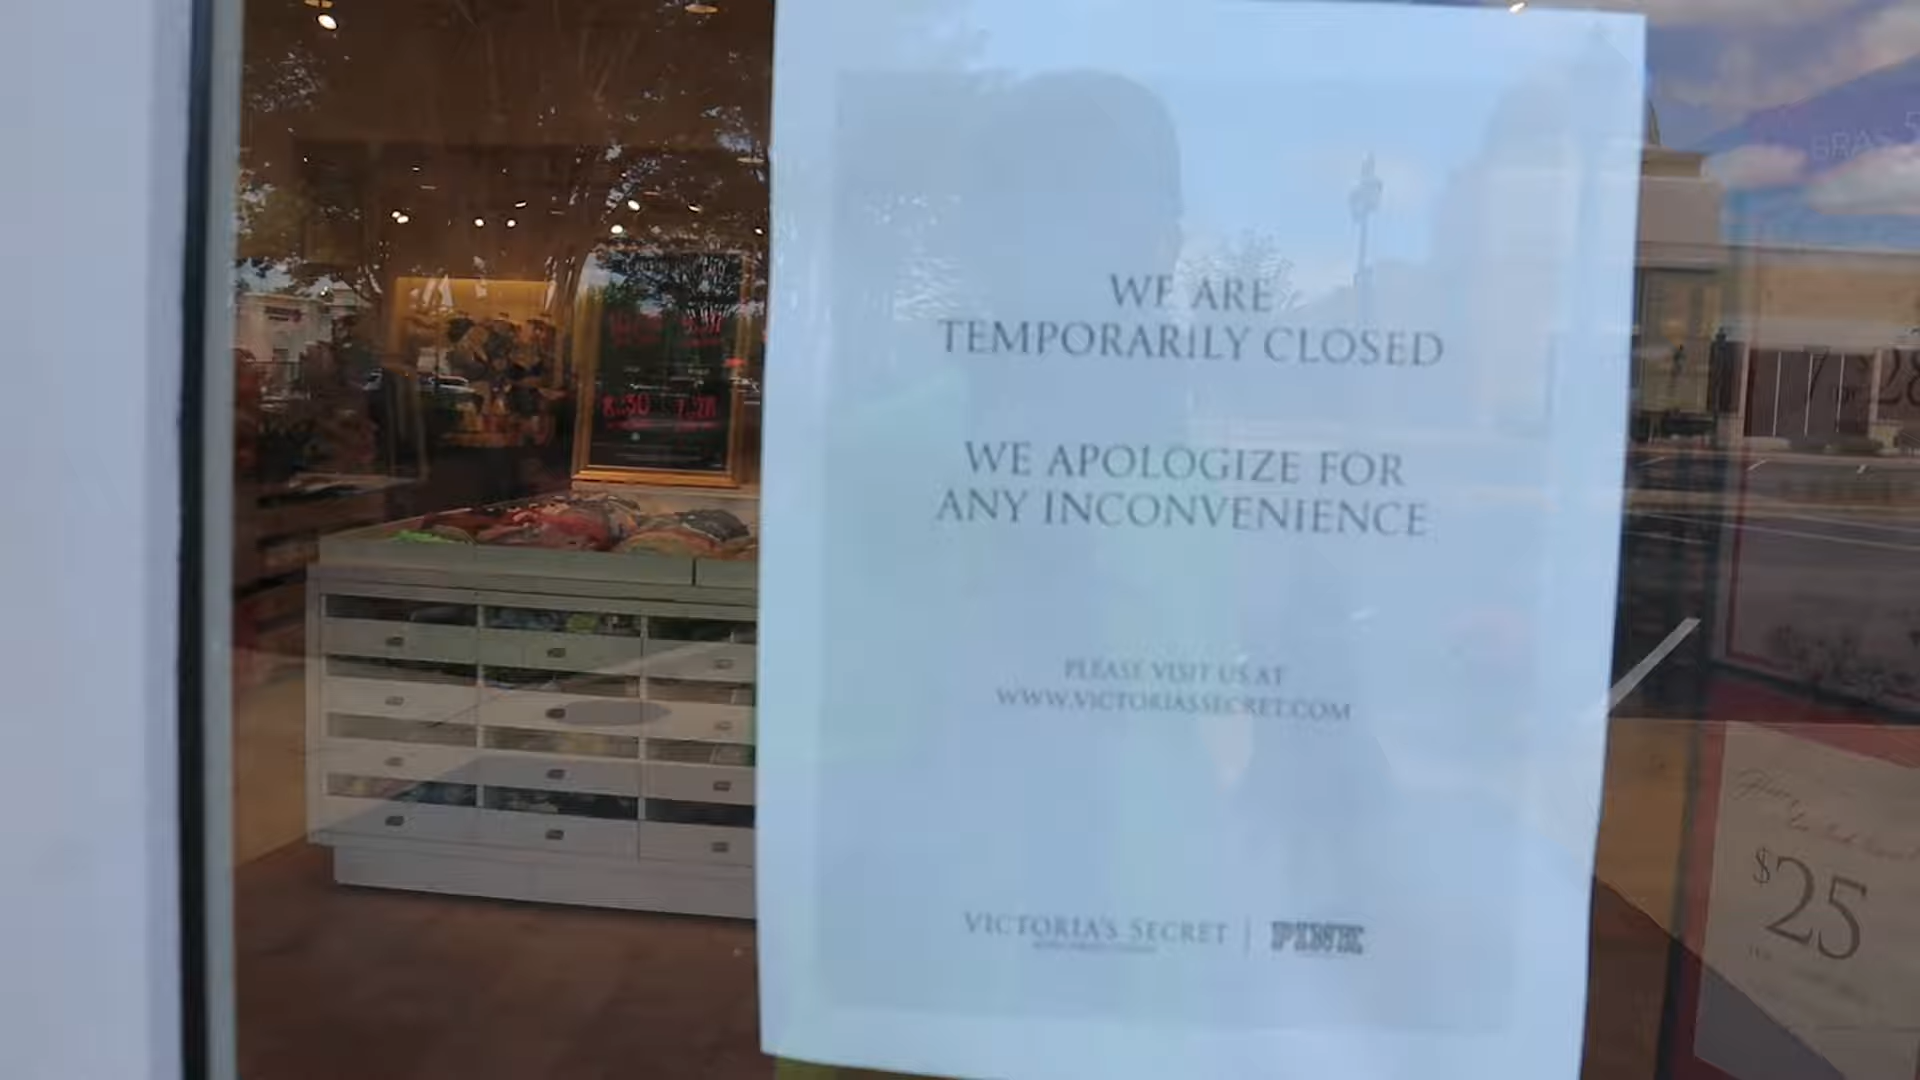 WE ARE
TEMPORARILY CLOSED
WE APOLOGIZE FOR
ANY INCONVENIENCE
PLEASE VISIT US AT
WWW.VICTORIASSECRET.COM
VICTORIA'S SECRET | PINK
BRAS
$25